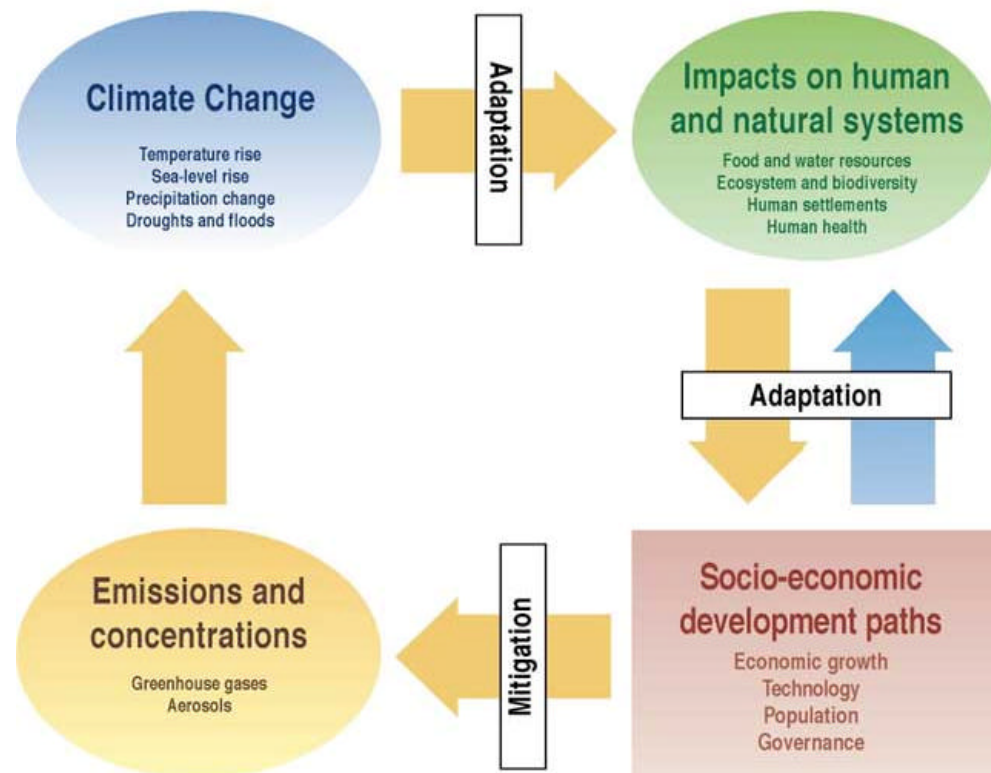 Climate Change
Temperature rise
Sea-level rise
Precipitation change
Droughts and floods
Adaptation
Impacts on human
and natural systems
Food and water resources
Ecosystem and biodiversity
Human settlements
Human health
Adaptation
Emissions and
concentrations
Greenhouse gases
Aerosols
Mitigation
Socio-economic
development paths
Economic growth
Technology
Population
Governance